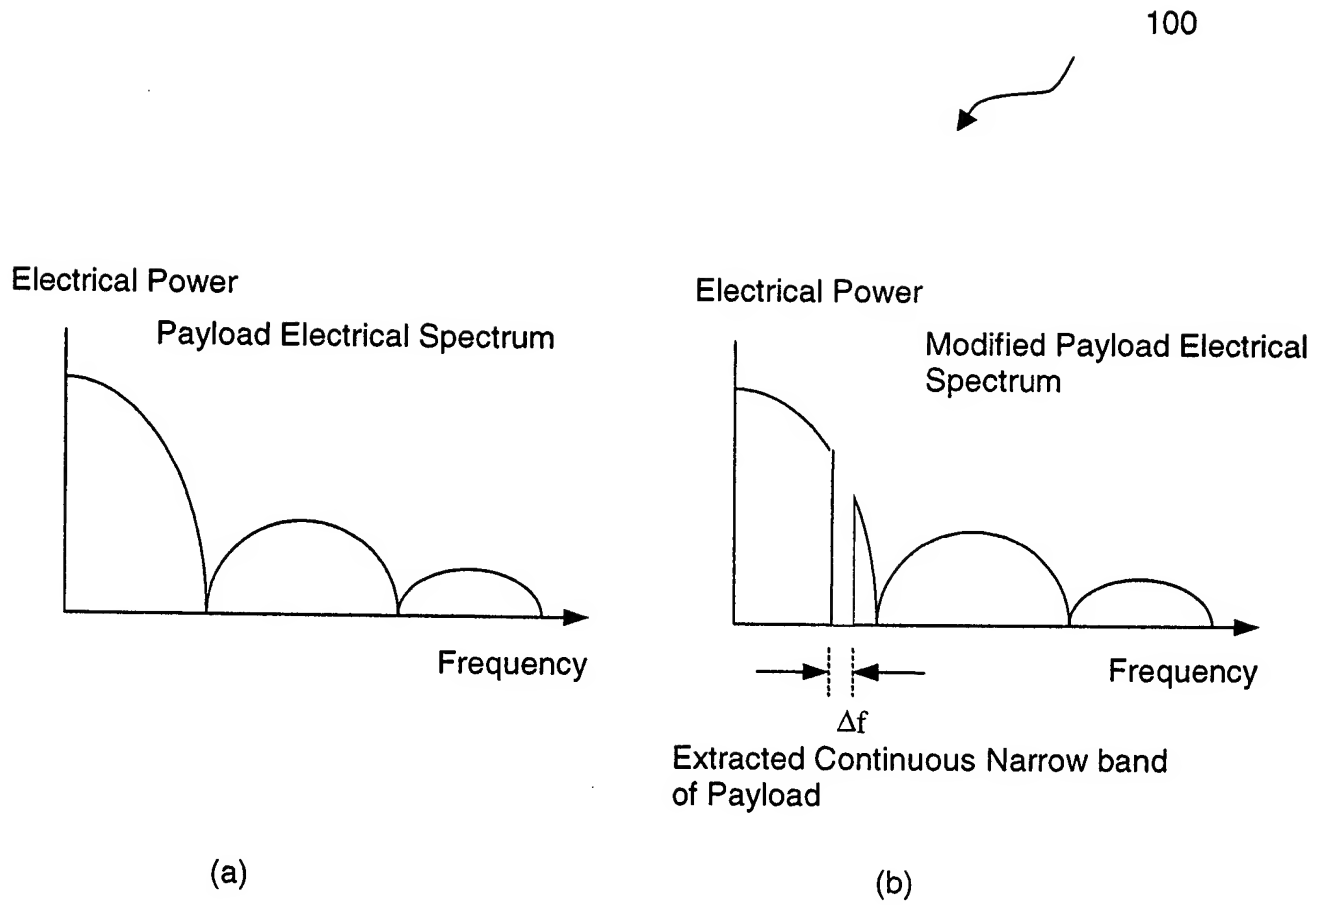 100
Electrical Power
Payload Electrical Spectrum
Frequency
(a)
Electrical Power
Modified Payload Electrical
Spectrum
Frequency
Δf
Extracted Continuous Narrow band
of Payload
(b)